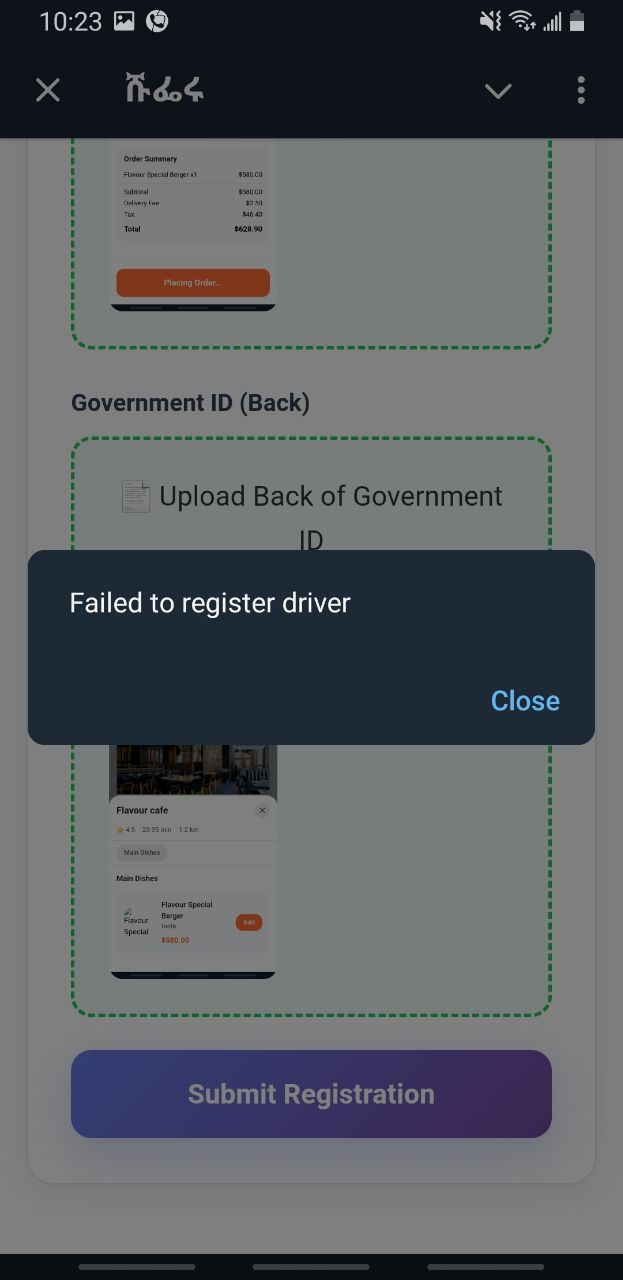 10:23
ሹፌሩ
Order Summary
Flavour Special Berger x1 $580.00
Subtotal $580.00
Delivery Fee $2.50
Tax $46.40
Total $628.90
Placing Order...
Government ID (Back)
Upload Back of Government
ID
Failed to register driver
Close
Flavour cafe
4.5 25-35 min 1.2 km
Main Dishes
Main Dishes
Flavour Special
Berger
Flavour
Special
$580.00
Add
Submit Registration